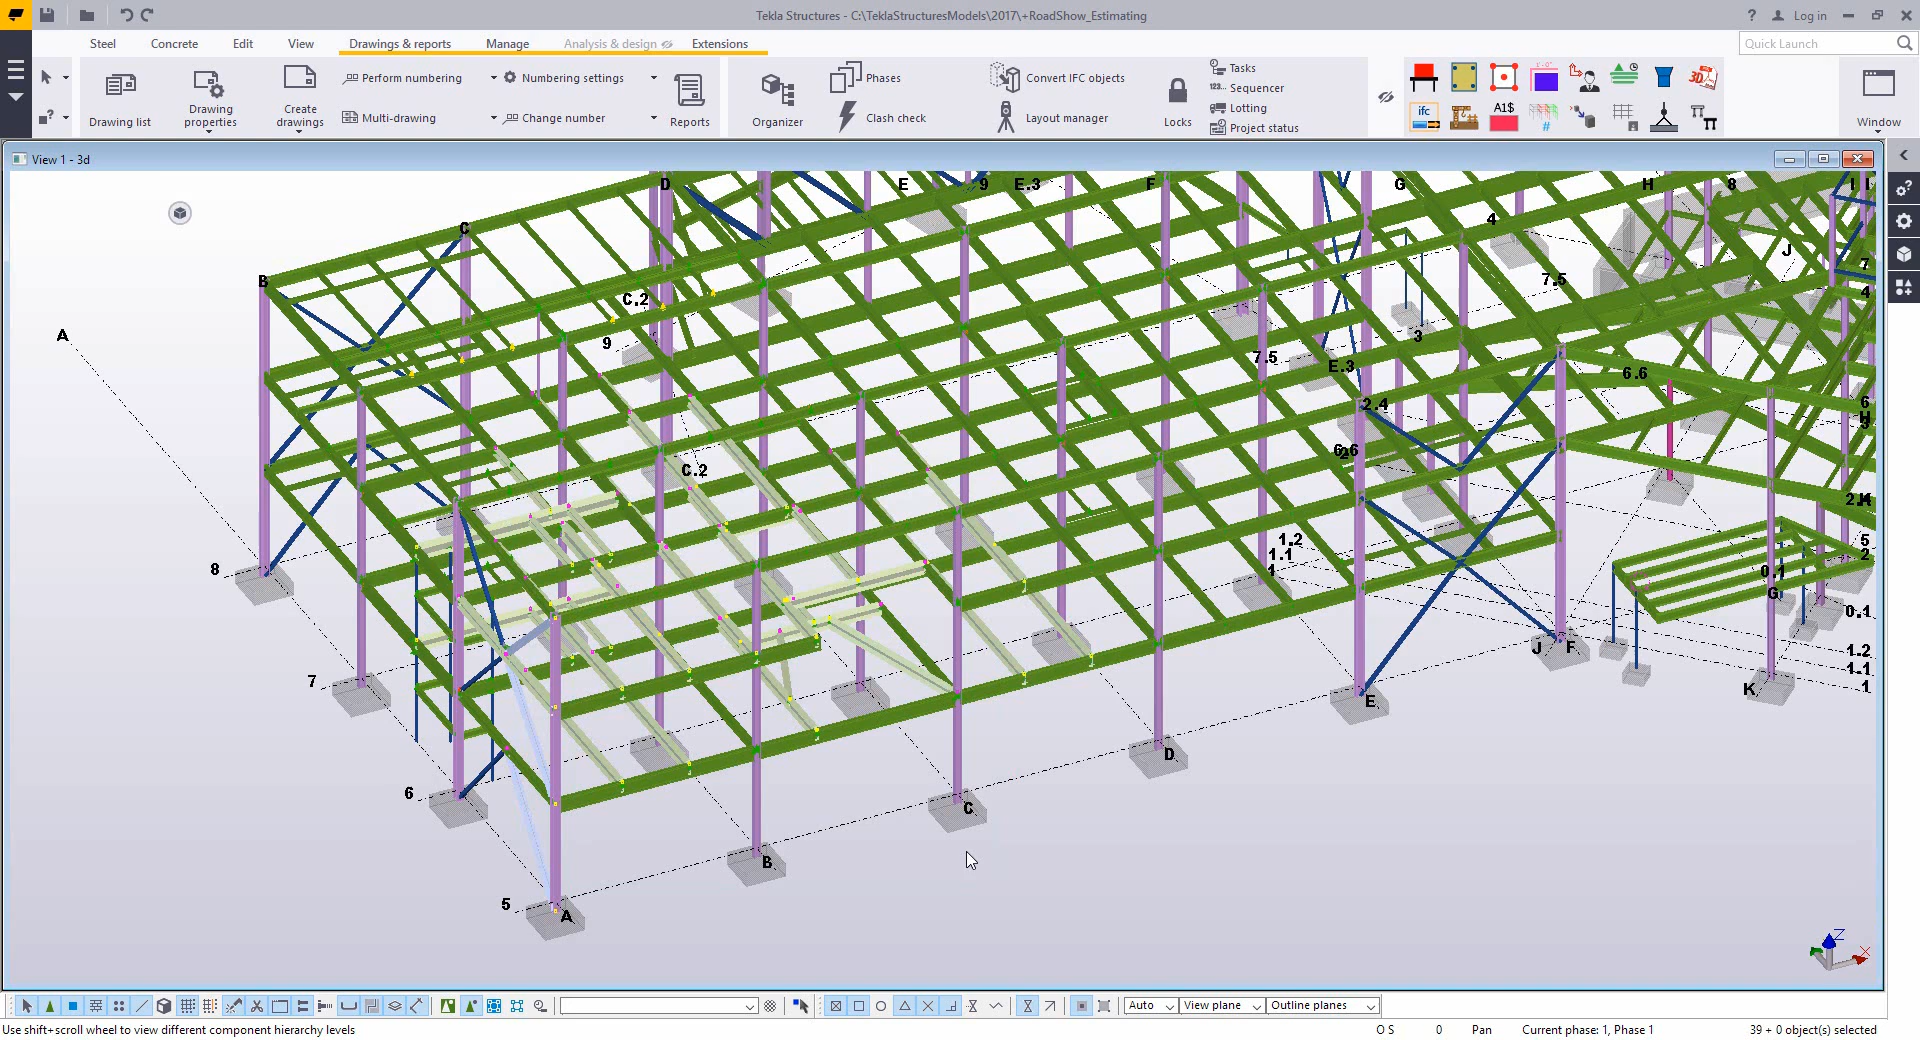 Tekla Structures - C:\TeklaStructuresModels\2017\+RoadShow_Estimating
? Log in
Steel Concrete Edit View Drawings & reports Manage Analysis & design Extensions
Quick Launch
Drawing list
Drawing properties
Create drawings
Perform numbering
Numbering settings
Multi-drawing
Change number
Reports
Organizer
Phases
Clash check
Convert IFC objects
Layout manager
Locks
Tasks
Sequencer
Lotting
Project status
ifc
A1$
Window
View 1 - 3d
D E 9 E.3 F G H 8
C
4
J
B
7.5
7
C.2
4
A
9
3
7.5
E.3
6.6
2.4
6
C.2
1.2
1.1
1
5
2
8
0.1
G
0.1
J F
1.2
1.1
1
7
K
E
D
6
C
B
5
A
Z
X
Auto View plane Outline planes
Use shift+scroll wheel to view different component hierarchy levels
O S 0 Pan Current phase: 1, Phase 1 39 + 0 object(s) selected